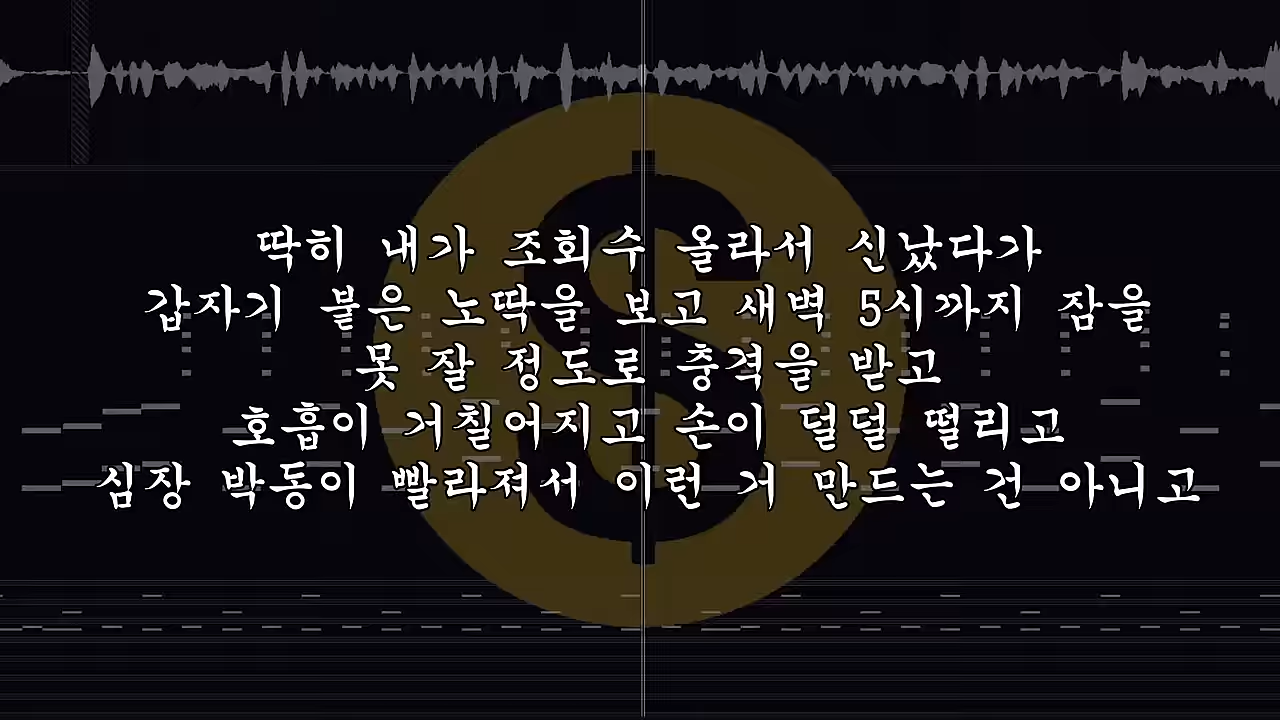 딱히 내가 조회수 올라서 신났다가
갑자기 붙은 노딱을 보고 새벽 5시까지 잠을
못 잘 정도로 충격을 받고
호흡이 거칠어지고 손이 덜덜 떨리고
심장 박동이 빨라져서 이런 거 만드는 건 아니고